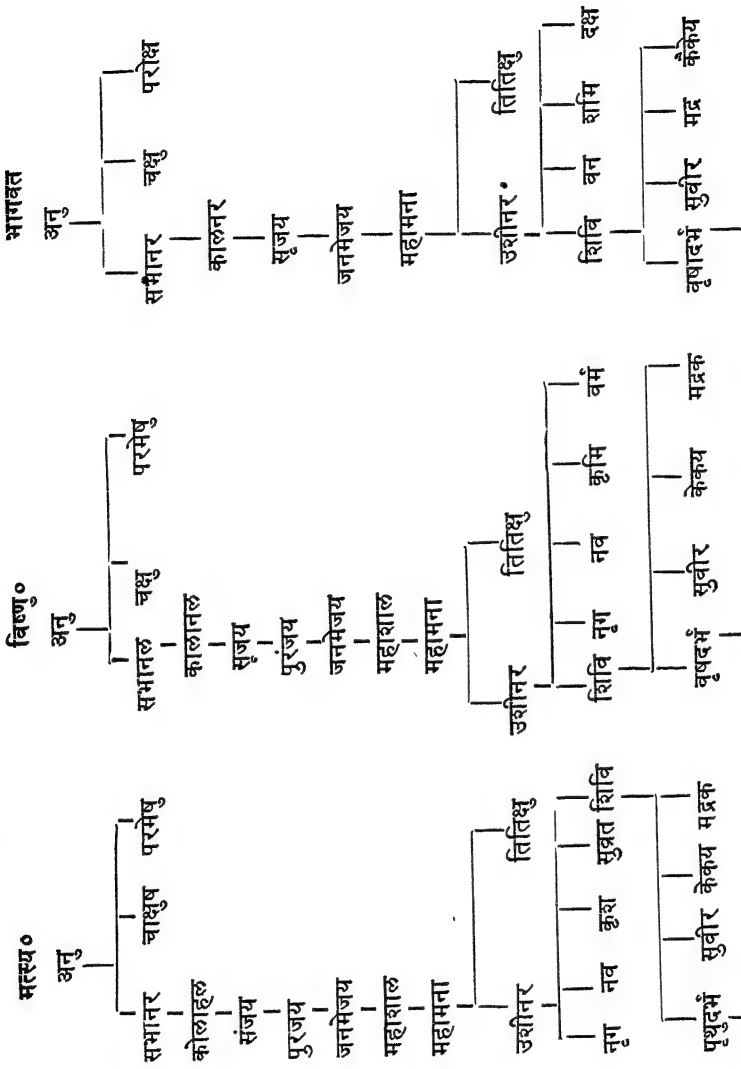 मत्स्य०
अनु
सभानर चाक्षुष परमेषु
कोलाहल
संजय
पुरजय
जनमेजय
महाशाल
महामना
उशीनर तितिक्षु
नृग नव कृश सुव्रत शिवि
पृथुदर्भ सुवीर केकय मद्रक
विष्णु०
अनु
सभानल चक्षु परमेषु
कालानल
सृजय
पुरंजय
जनमेजय
महाशाल
महामना
उशीनर तितिक्षु
शिवि नृग नव कृमि वर्म
वृषदर्भ सुवीर केकय मद्रक
भागवत
अनु
सभानर चक्षु परोक्ष
कालनर
सृजय
जनमेजय
महामना
उशीनर तितिक्षु
शिवि वन शमि दक्ष
वृषादर्भ सुवीर मद्र कैकय